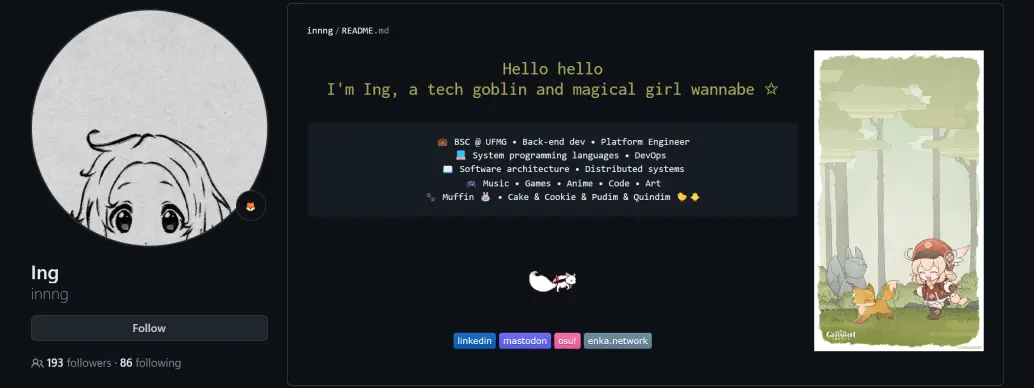 Ing
innng
Follow
193 followers · 86 following
innng/README.md
Hello hello
I'm Ing, a tech goblin and magical girl wannabe ☆
💼 BSC @ UFMG • Back-end dev • Platform Engineer
💻 System programming languages • DevOps
📖 Software architecture • Distributed systems
🎮 Music • Games • Anime • Code • Art
🐾 Muffin 🐰 • Cake & Cookie & Pudim & Quindim 🐤🐥
linkedin mastodon osu! enka.network
Genshin